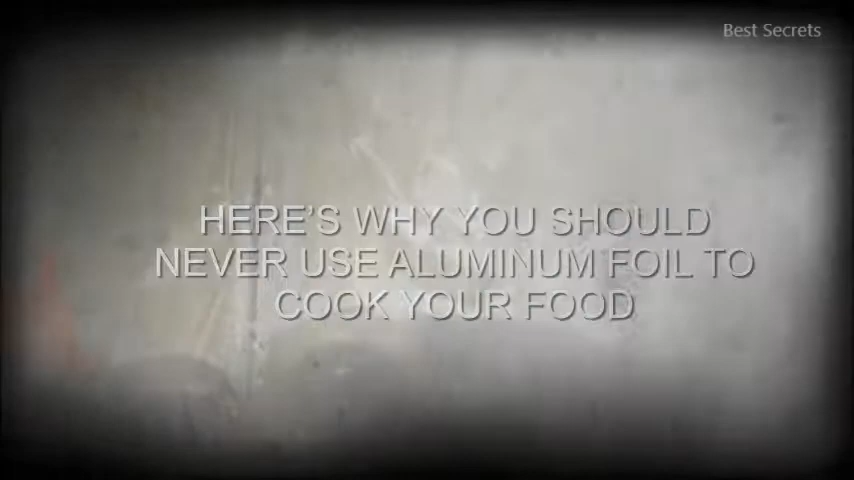 Best Secrets
HERE'S WHY YOU SHOULD
NEVER USE ALUMINUM FOIL TO
COOK YOUR FOOD